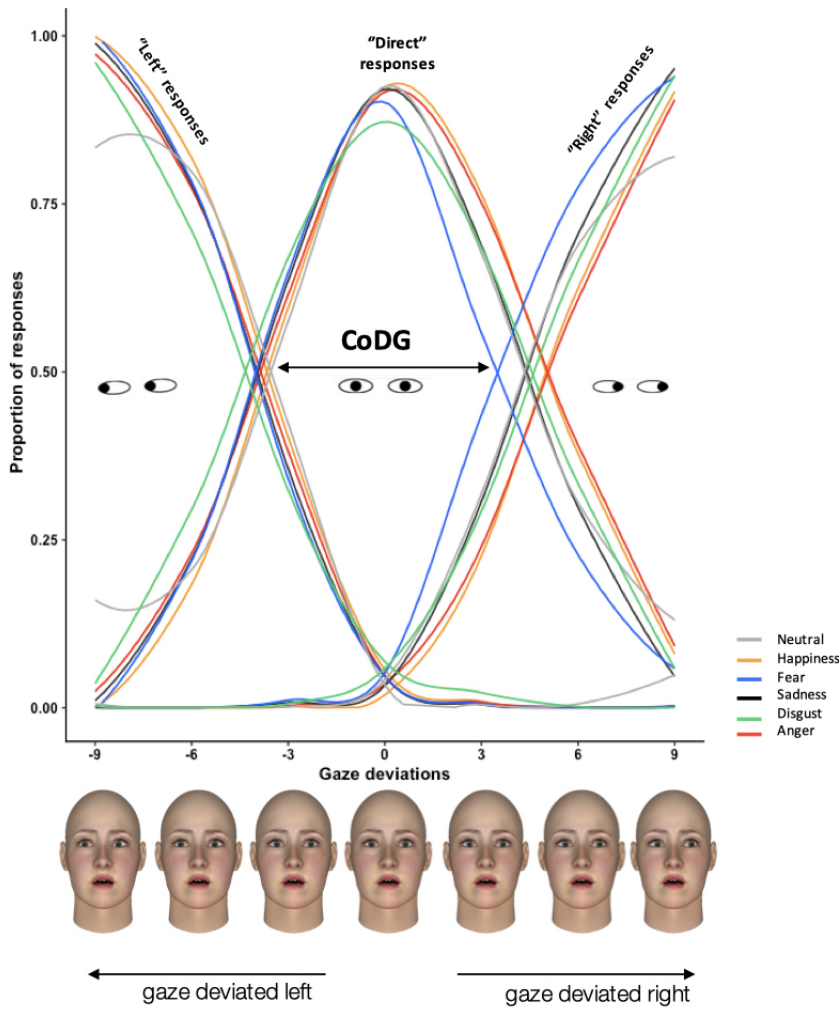 ‘’Left” responses
‘’Direct”
responses
‘’Right” responses
1.00
0.75
0.50
0.25
0.00
Proportion of responses
CoDG
-9
-6
-3
0
3
6
9
Gaze deviations
Neutral
Happiness
Fear
Sadness
Disgust
Anger
gaze deviated left
gaze deviated right